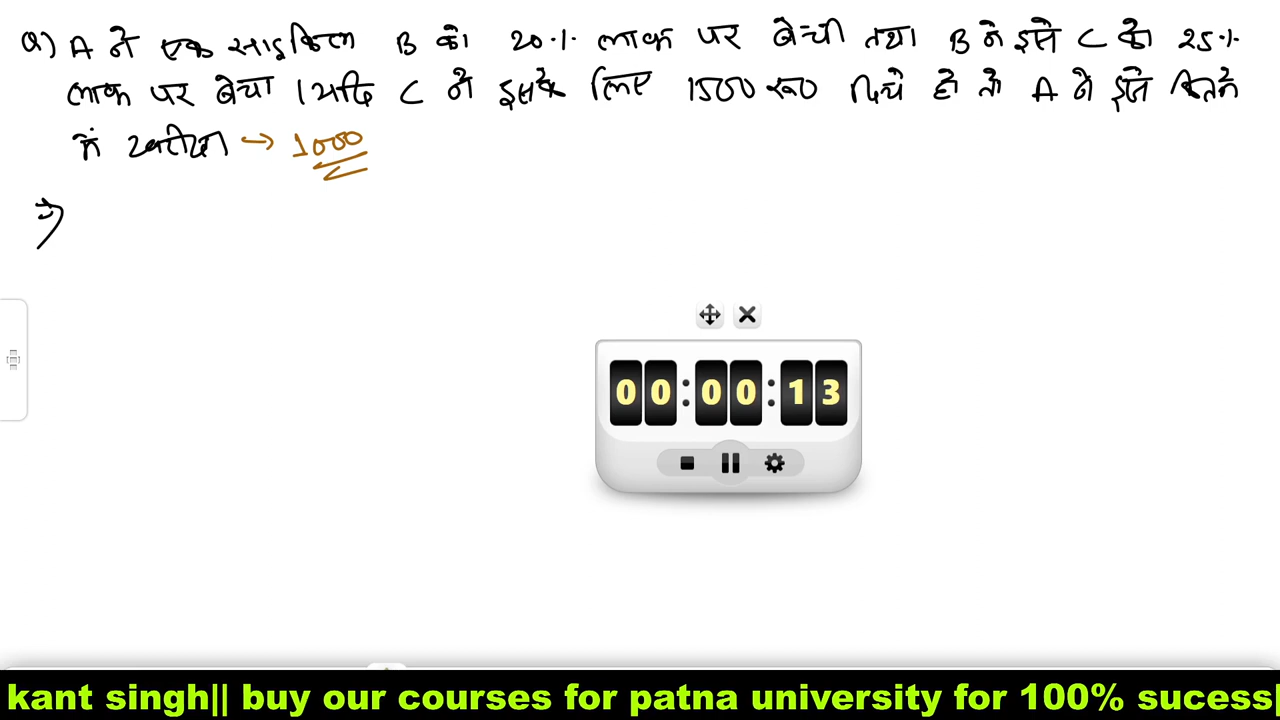 Q) A ने एक साइकिल B को 20% लाभ पर बेची तथा B ने इसे C को 25%
लाभ पर बेचा। यदि C ने इसके लिए 1500 रू0 दिये हो तो A ने इसे कितने
में खरीदा → 1000
⇒
00:00:13
kant singh|| buy our courses for patna university for 100% sucess|